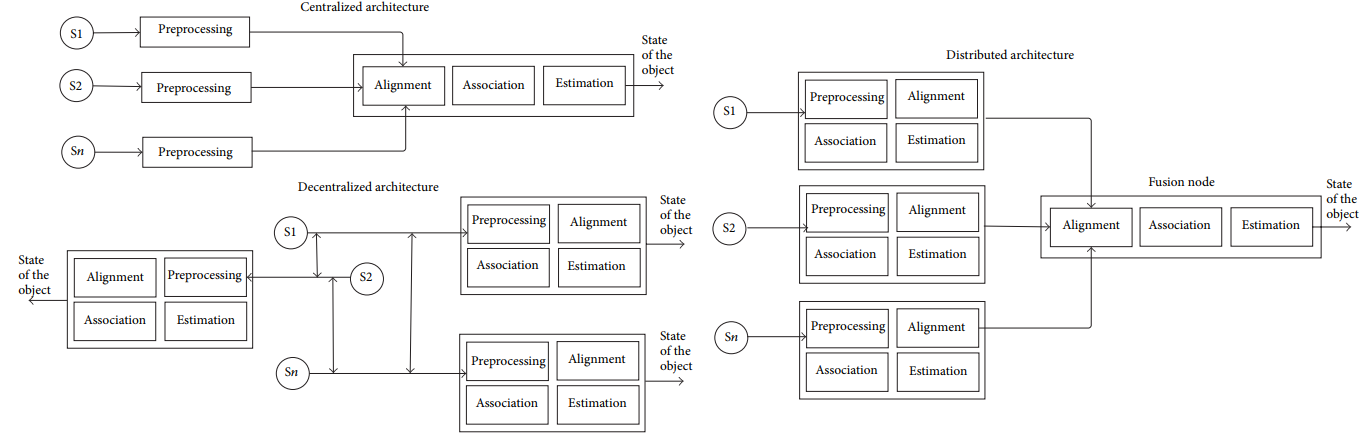 Centralized architecture
S1
Preprocessing
S2
Preprocessing
Sn
Preprocessing
Alignment
Association
Estimation
State
of the
object
Decentralized architecture
S1
Preprocessing
Alignment
Association
Estimation
State
of the
object
S2
Alignment
Preprocessing
Association
Estimation
State
of the
object
Sn
Preprocessing
Alignment
Association
Estimation
State
of the
object
Distributed architecture
S1
Preprocessing
Alignment
Association
Estimation
S2
Preprocessing
Alignment
Association
Estimation
Sn
Preprocessing
Alignment
Association
Estimation
Fusion node
Alignment
Association
Estimation
State
of the
object